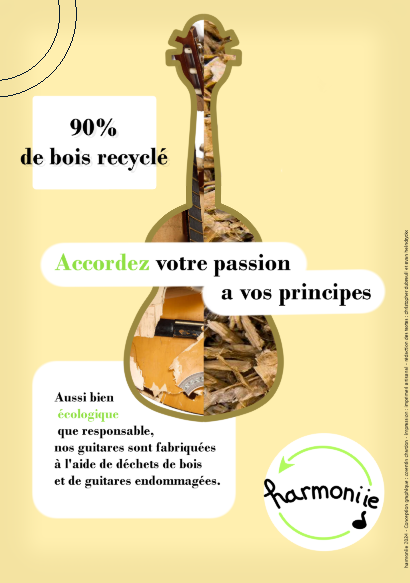 90%
de bois recyclé
Accordez votre passion
a vos principes
Aussi bien
écologique
que responsable,
nos guitares sont fabriquées
à l'aide de déchets de bois
et de guitares endommagées.
harmoniie